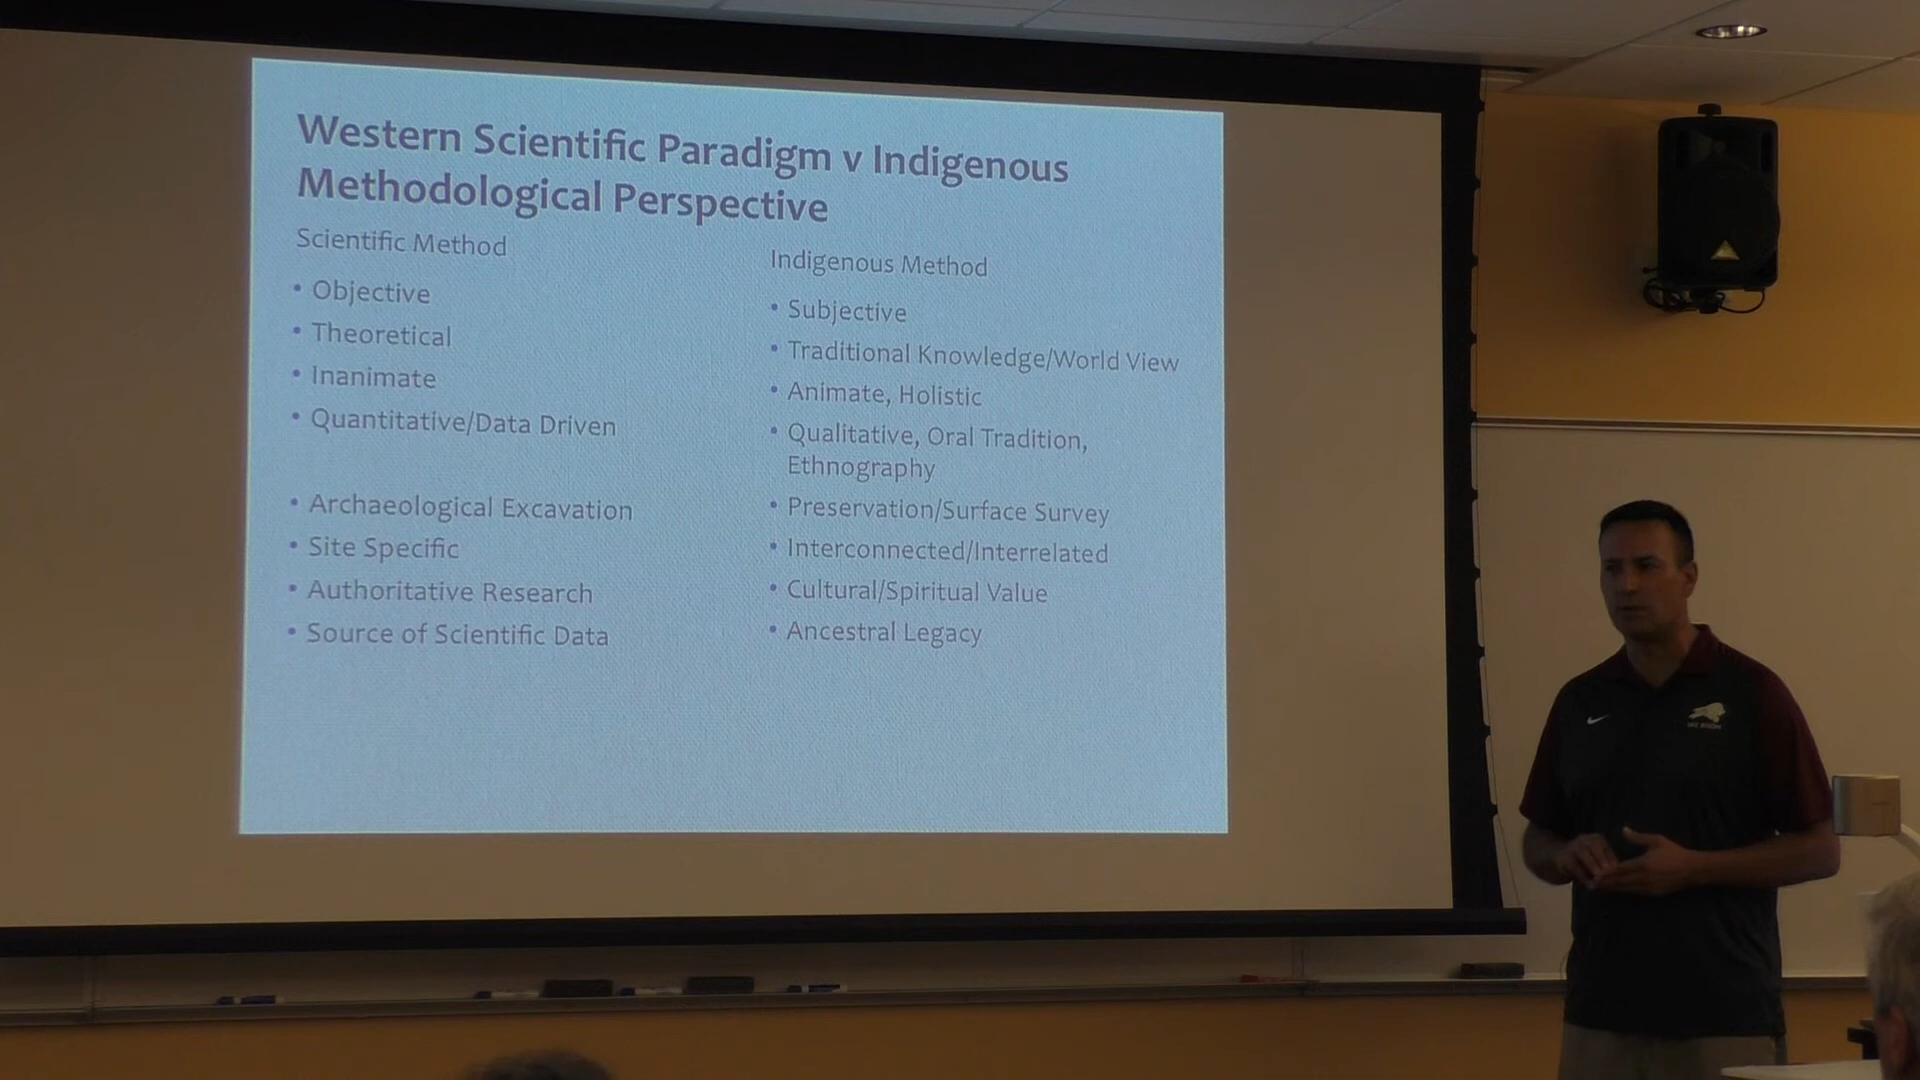 Western Scientific Paradigm v Indigenous
Methodological Perspective
Scientific Method
• Objective
• Theoretical
• Inanimate
• Quantitative/Data Driven
• Archaeological Excavation
• Site Specific
• Authoritative Research
• Source of Scientific Data
Indigenous Method
• Subjective
• Traditional Knowledge/World View
• Animate, Holistic
• Qualitative, Oral Tradition,
Ethnography
• Preservation/Surface Survey
• Interconnected/Interrelated
• Cultural/Spiritual Value
• Ancestral Legacy